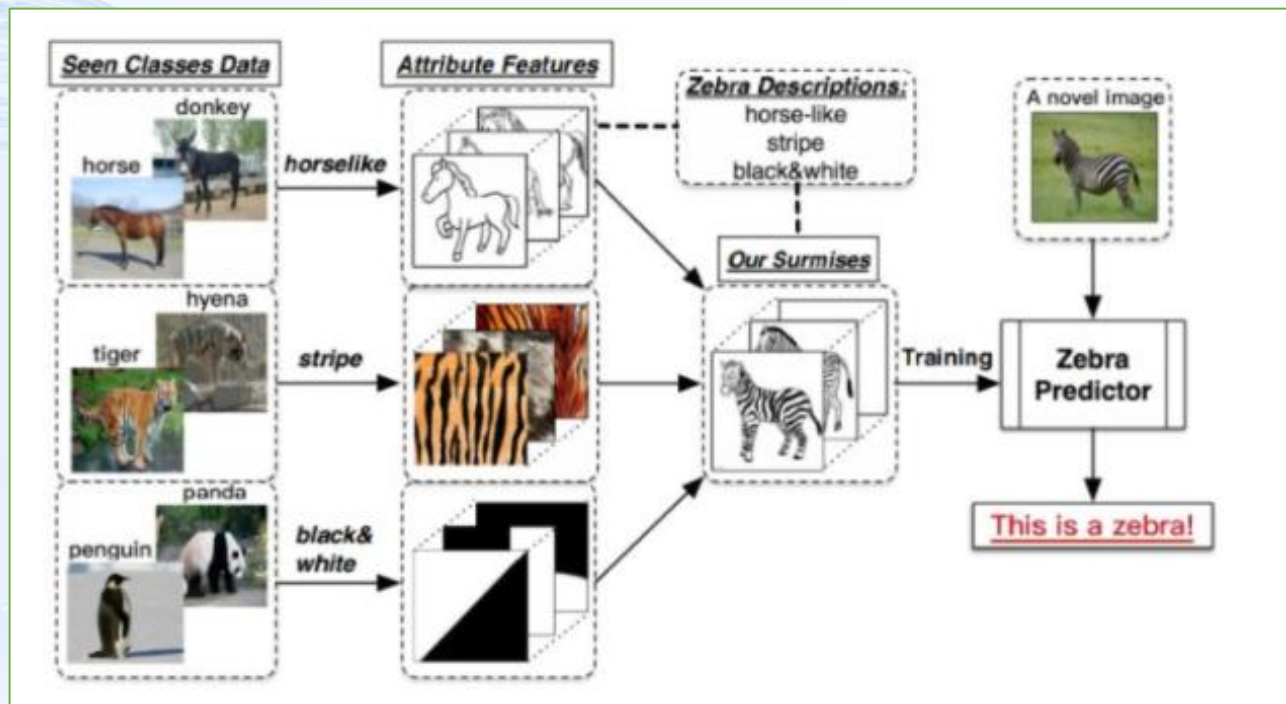 Seen Classes Data
donkey
horse
hyena
tiger
panda
penguin
horselike
stripe
black&
white
Attribute Features
Zebra Descriptions:
horse-like
stripe
black&white
Our Surmises
Training
A novel image
Zebra
Predictor
This is a zebra!